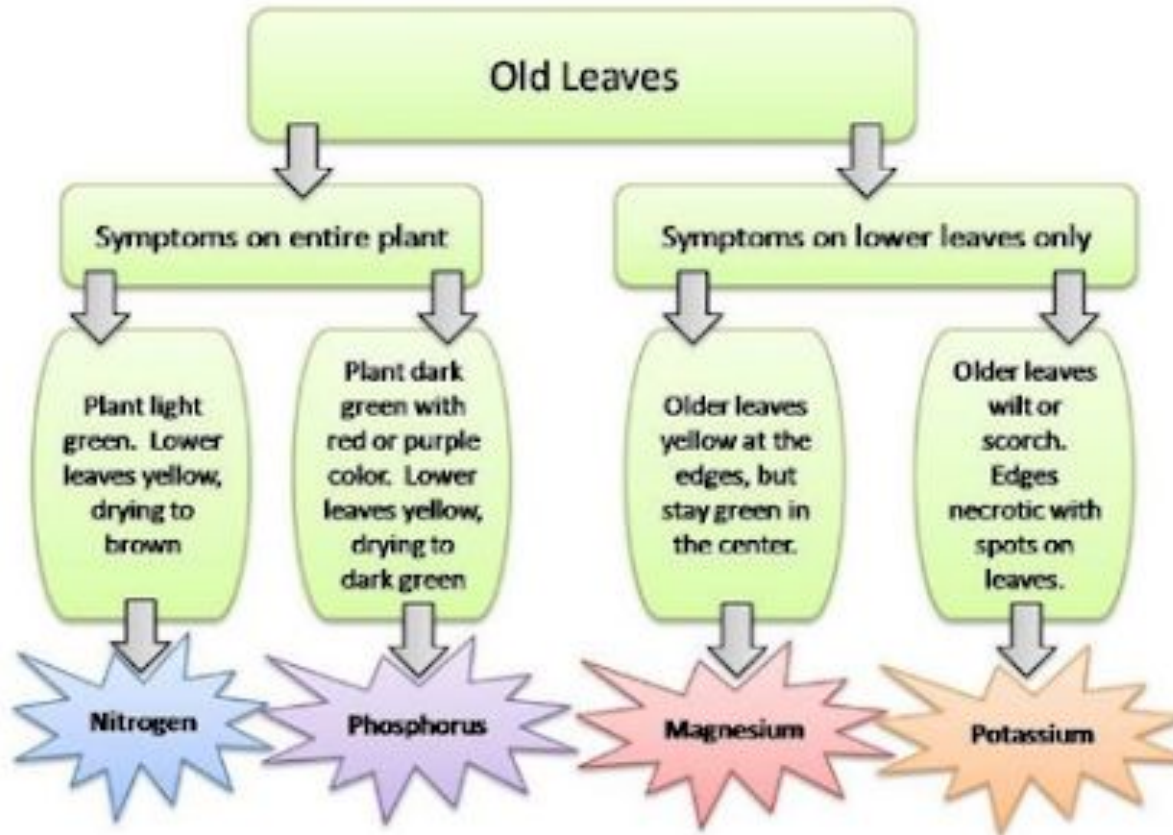 Old Leaves
Symptoms on entire plant
Symptoms on lower leaves only
Plant light
green. Lower
leaves yellow,
drying to
brown
Plant dark
green with
red or purple
color. Lower
leaves yellow,
drying to
dark green
Older leaves
yellow at the
edges, but
stay green in
the center.
Older leaves
wilt or
scorch.
Edges
necrotic with
spots on
leaves.
Nitrogen
Phosphorus
Magnesium
Potassium